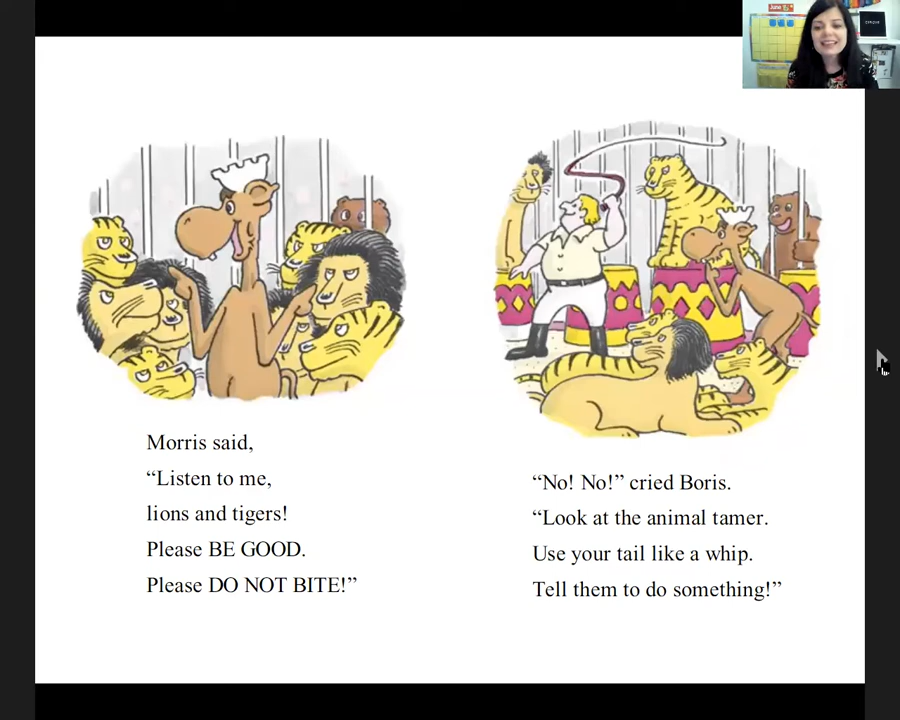 June
Morris said,
“Listen to me,
lions and tigers!
Please BE GOOD.
Please DO NOT BITE!”
“No! No!” cried Boris.
“Look at the animal tamer.
Use your tail like a whip.
Tell them to do something!”